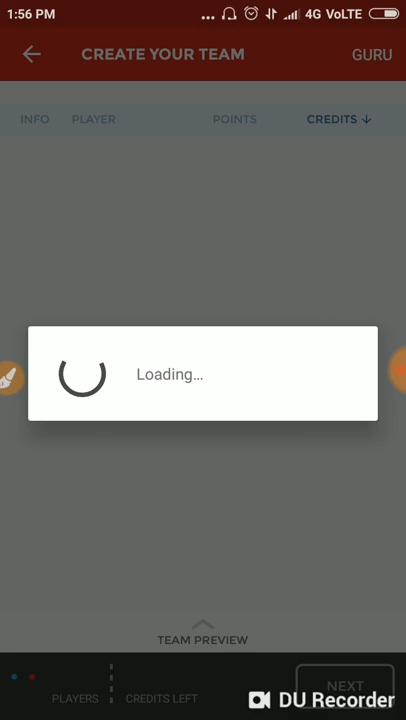 1:56 PM ... 4G VoLTE
CREATE YOUR TEAM GURU
INFO PLAYER POINTS CREDITS
Loading...
TEAM PREVIEW
PLAYERS CREDITS LEFT NEXT
DU Recorder